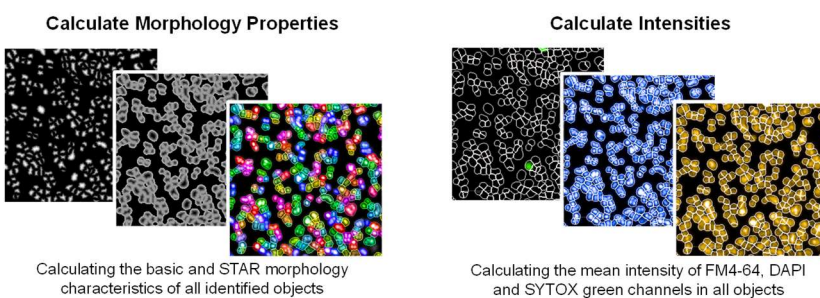 Calculate Morphology Properties
Calculating the basic and STAR morphology
characteristics of all identified objects
Calculate Intensities
Calculating the mean intensity of FM4-64, DAPI
and SYTOX green channels in all objects